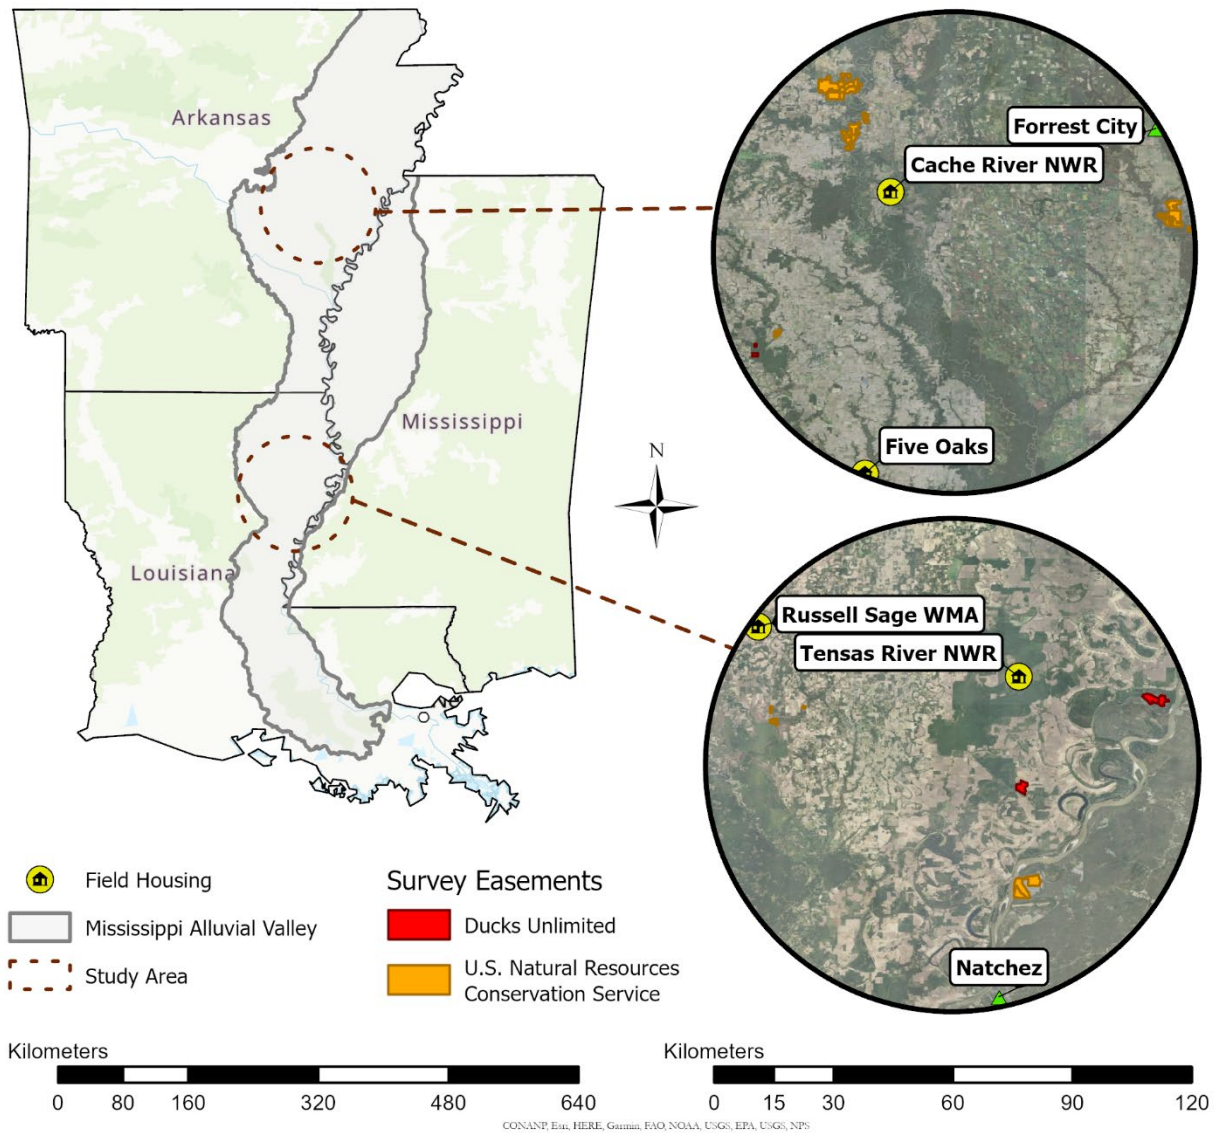 Arkansas
Mississippi
Louisiana
N
Forrest City
Cache River NWR
Five Oaks
Russell Sage WMA
Tensas River NWR
Natchez
Field Housing
Mississippi Alluvial Valley
Study Area
Survey Easements
Ducks Unlimited
U.S. Natural Resources
Conservation Service
Kilometers
0 80 160 320 480 640
Kilometers
0 15 30 60 90 120
CONANP, Esri, HERE, Garmin, FAO, NOAA, USGS, EPA, USGS, NPS